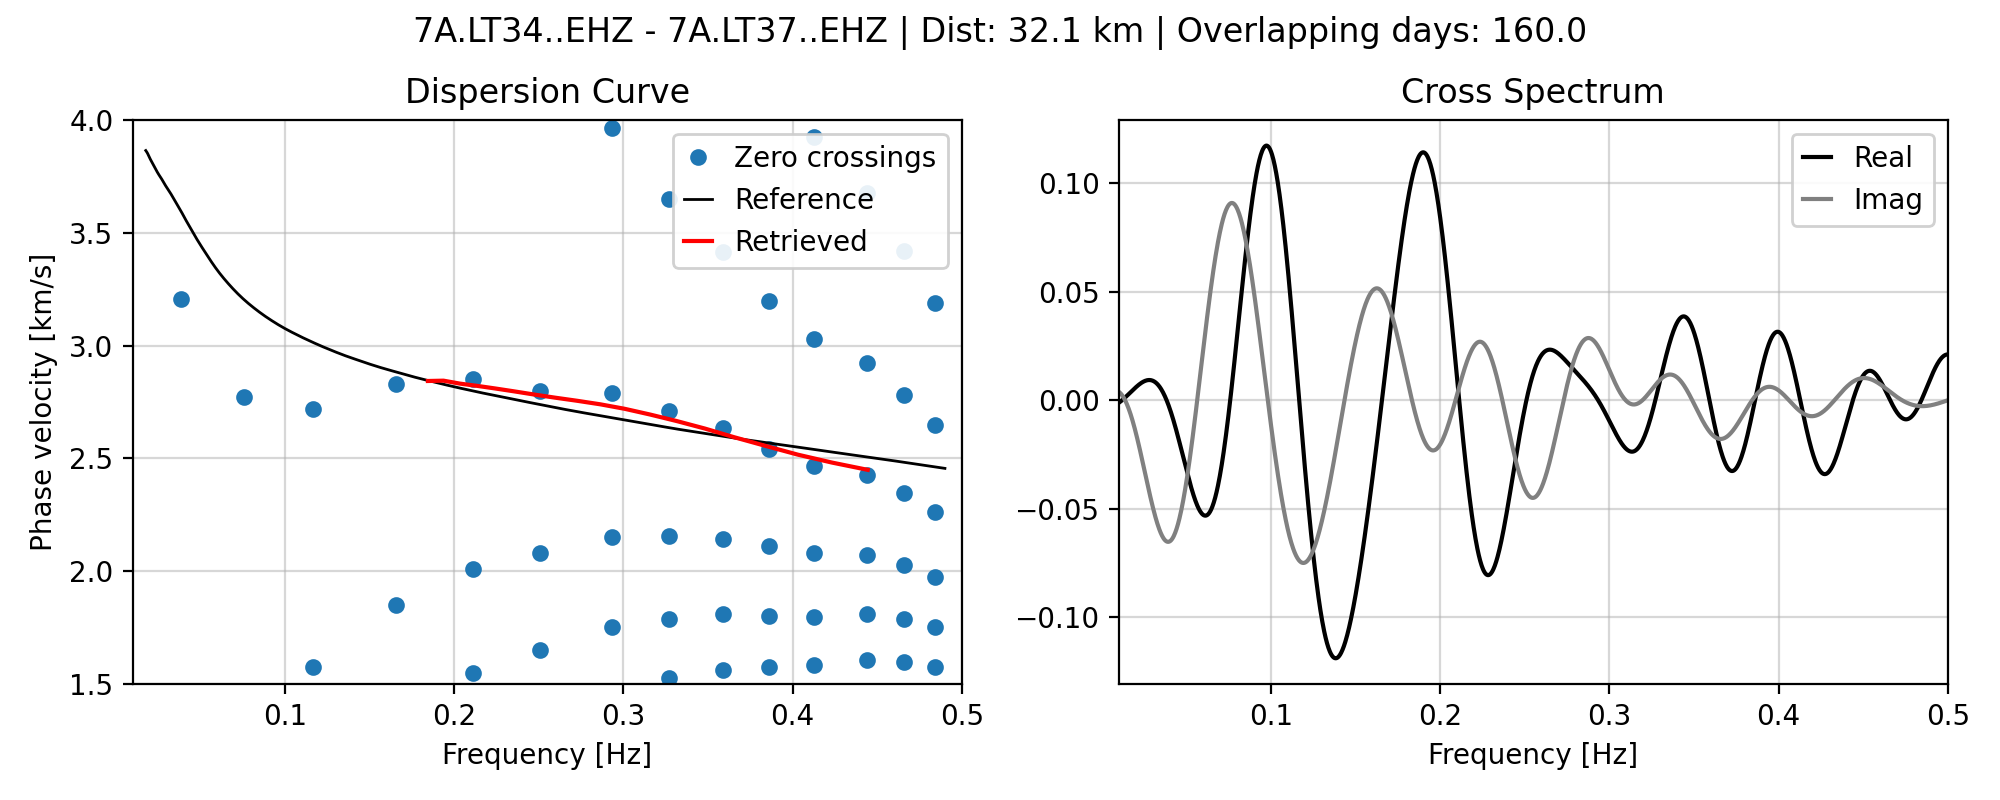 7A.LT34..EHZ - 7A.LT37..EHZ | Dist: 32.1 km | Overlapping days: 160.0
Dispersion Curve
Zero crossings
Reference
Retrieved
4.0
3.5
3.0
2.5
2.0
1.5
Phase velocity [km/s]
0.1
0.2
0.3
0.4
0.5
Frequency [Hz]
Cross Spectrum
Real
Imag
0.10
0.05
0.00
−0.05
−0.10
0.1
0.2
0.3
0.4
0.5
Frequency [Hz]